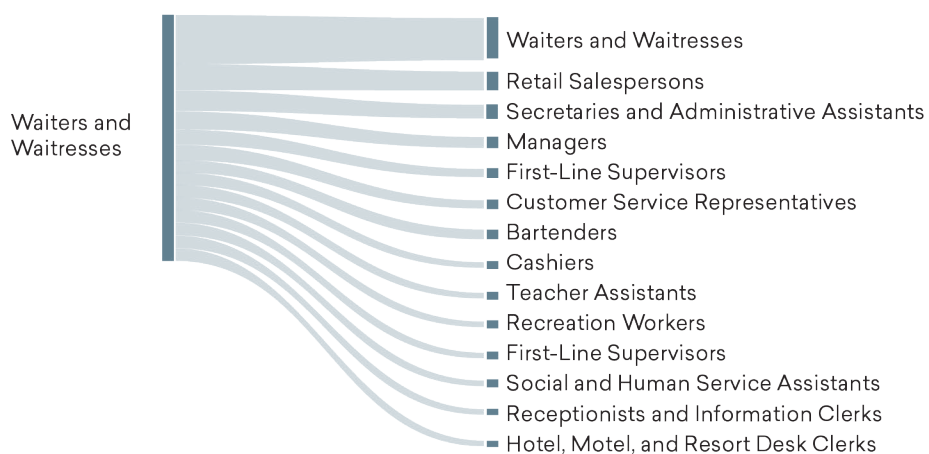 Waiters and
Waitresses
Waiters and Waitresses
Retail Salespersons
Secretaries and Administrative Assistants
Managers
First-Line Supervisors
Customer Service Representatives
Bartenders
Cashiers
Teacher Assistants
Recreation Workers
First-Line Supervisors
Social and Human Service Assistants
Receptionists and Information Clerks
Hotel, Motel, and Resort Desk Clerks